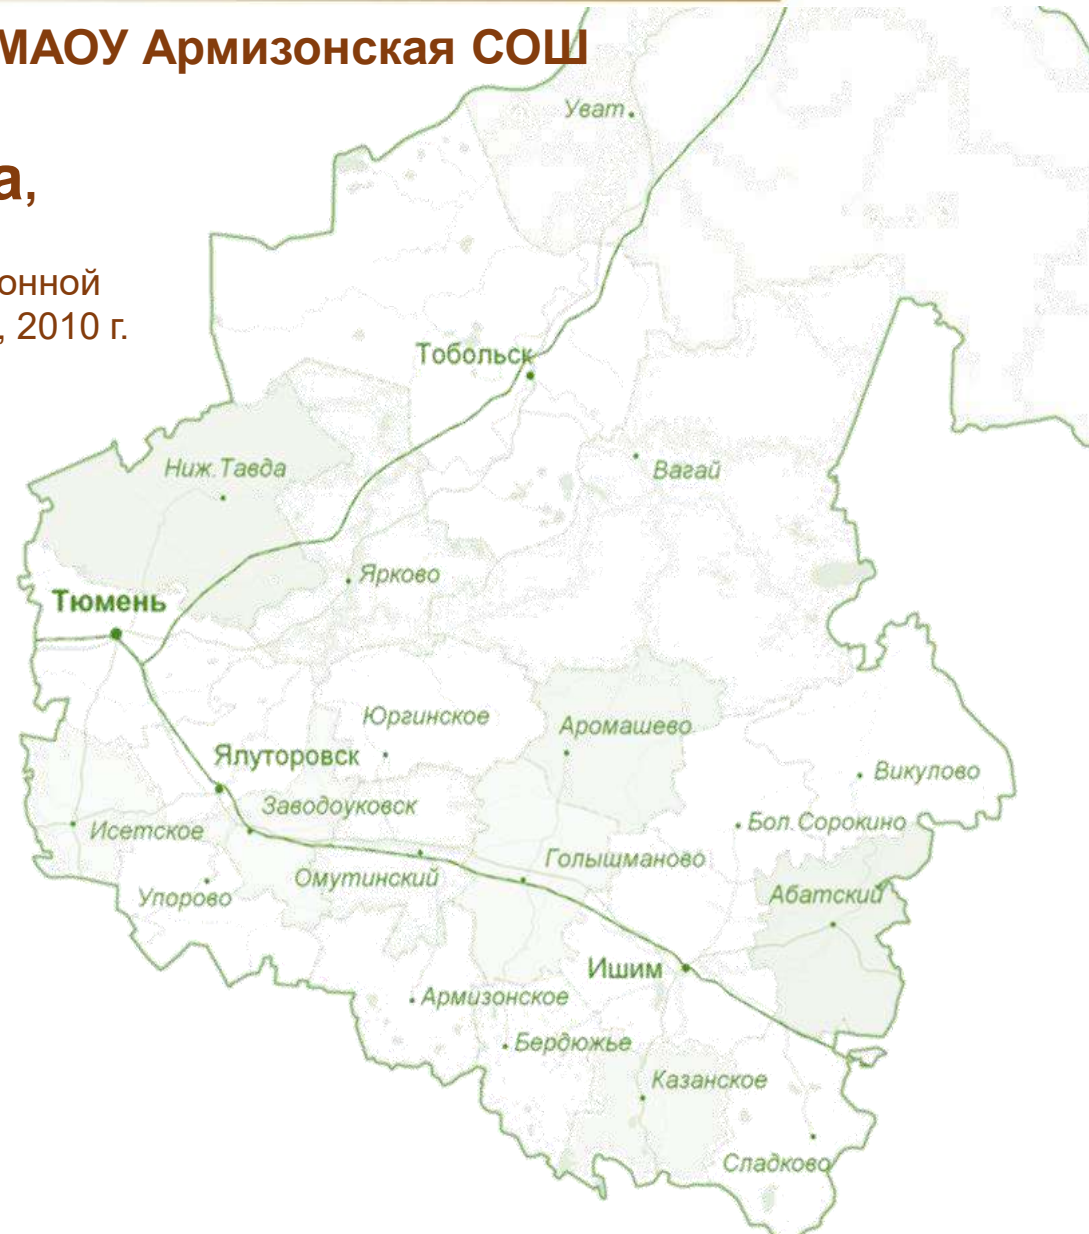 МАОУ Армизонская СОШ
Уват
а,
онной
, 2010 г.
Тобольск
Ниж.Тавда
Вагай
Ярково
Тюмень
Юргинское
Аромашево
Ялуторовск
Викулово
Заводоуковск
Бол.Сорокино
Исетское
Голышманово
Омутинский
Абатский
Упорово
Ишим
Армизонское
Бердюжье
Казанское
Сладково